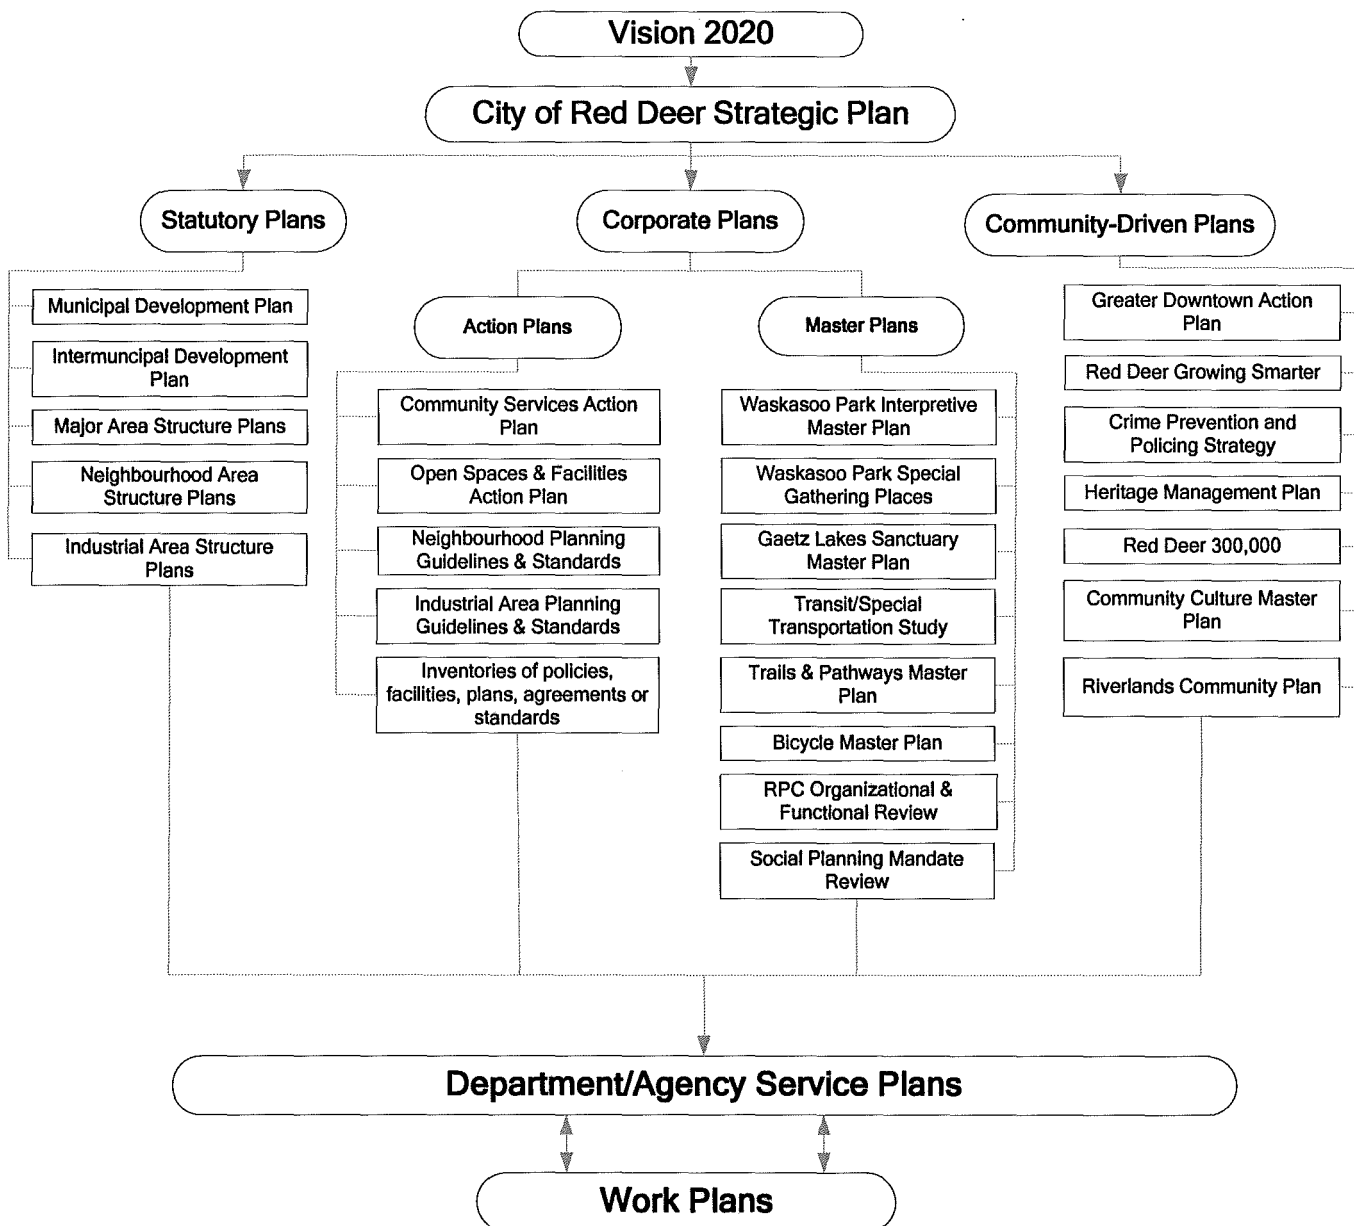 Vision 2020
City of Red Deer Strategic Plan
Statutory Plans
Corporate Plans
Community-Driven Plans
Municipal Development Plan
Intermuncipal Development
Plan
Major Area Structure Plans
Neighbourhood Area
Structure Plans
Industrial Area Structure
Plans
Action Plans
Community Services Action
Plan
Open Spaces & Facilities
Action Plan
Neighbourhood Planning
Guidelines & Standards
Industrial Area Planning
Guidelines & Standards
Inventories of policies,
facilities, plans, agreements or
standards
Master Plans
Waskasoo Park Interpretive
Master Plan
Waskasoo Park Special
Gathering Places
Gaetz Lakes Sanctuary
Master Plan
Transit/Special
Transportation Study
Trails & Pathways Master
Plan
Bicycle Master Plan
RPC Organizational &
Functional Review
Social Planning Mandate
Review
Greater Downtown Action
Plan
Red Deer Growing Smarter
Crime Prevention and
Policing Strategy
Heritage Management Plan
Red Deer 300,000
Community Culture Master
Plan
Riverlands Community Plan
Department/Agency Service Plans
Work Plans